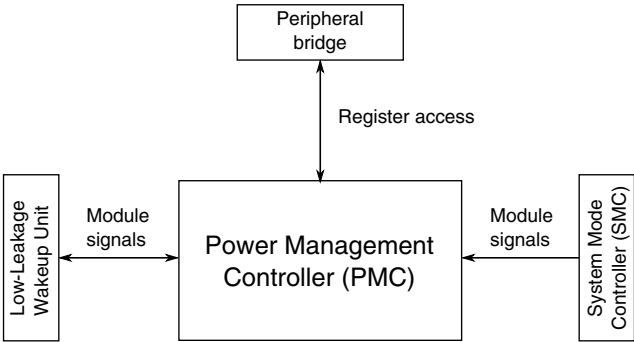 Peripheral
bridge
Register access
Low-Leakage
Wakeup Unit
Module
signals
Power Management
Controller (PMC)
Module
signals
System Mode
Controller (SMC)